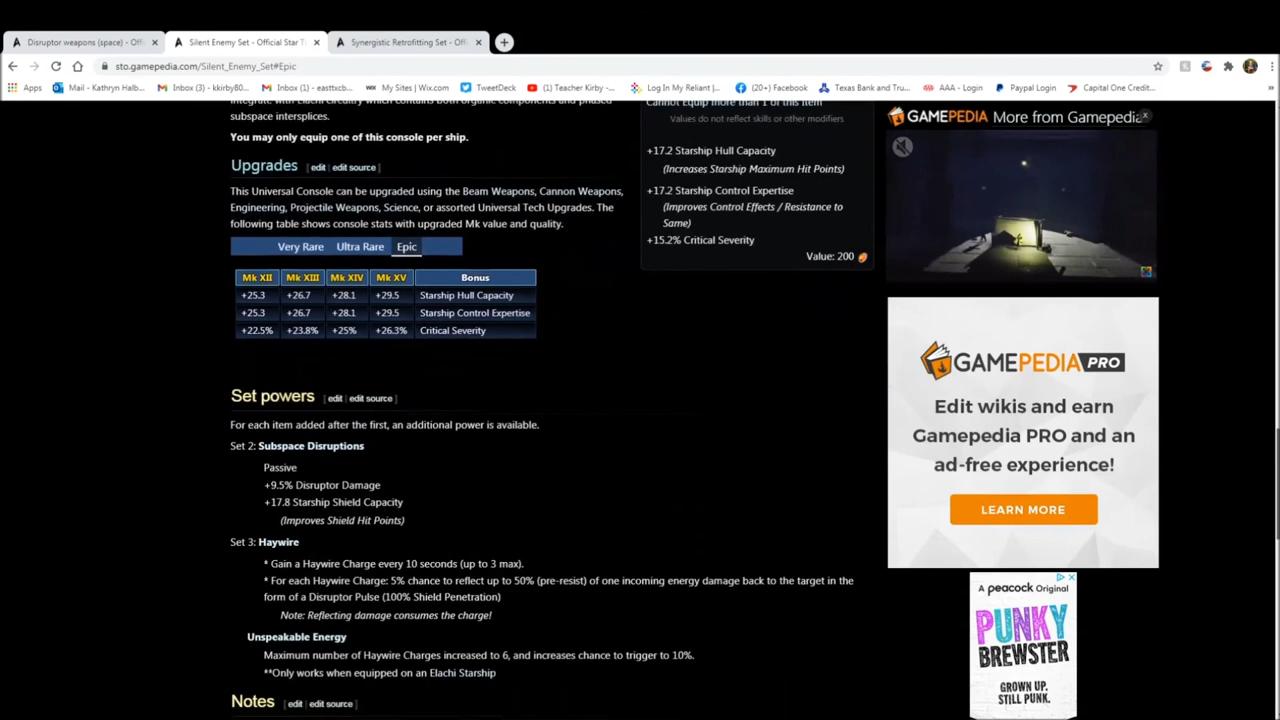 Disruptor weapons (space) - Offi
Silent Enemy Set - Official Star T
Synergistic Retrofitting Set - Offi
sto.gamepedia.com/Silent_Enemy_Set#Epic
Apps
Mail - Kathryn Halb...
Inbox (3) - kkirby80...
Inbox (1) - easttxcb...
My Sites | Wix.com
TweetDeck
(1) Teacher Kirby -...
Log In My Reliant |...
(20+) Facebook
Texas Bank and Tru...
AAA - Login
Paypal Login
Capital One Credit...
integrate with Elachi circuitry which contains both organic components and phased
subspace intersplices.
You may only equip one of this console per ship.
Upgrades [ edit | edit source ]
This Universal Console can be upgraded using the Beam Weapons, Cannon Weapons,
Engineering, Projectile Weapons, Science, or assorted Universal Tech Upgrades. The
following table shows console stats with upgraded Mk value and quality.
Very Rare Ultra Rare Epic
Mk XII Mk XIII Mk XIV Mk XV Bonus
+25.3 +26.7 +28.1 +29.5 Starship Hull Capacity
+25.3 +26.7 +28.1 +29.5 Starship Control Expertise
+22.5% +23.8% +25% +26.3% Critical Severity
Cannot Equip more than 1 of this item
Values do not reflect skills or other modifiers
+17.2 Starship Hull Capacity
(Increases Starship Maximum Hit Points)
+17.2 Starship Control Expertise
(Improves Control Effects / Resistance to
Same)
+15.2% Critical Severity
Value: 200
Set powers [ edit | edit source ]
For each item added after the first, an additional power is available.
Set 2: Subspace Disruptions
Passive
+9.5% Disruptor Damage
+17.8 Starship Shield Capacity
(Improves Shield Hit Points)
Set 3: Haywire
* Gain a Haywire Charge every 10 seconds (up to 3 max).
* For each Haywire Charge: 5% chance to reflect up to 50% (pre-resist) of one incoming energy damage back to the target in the
form of a Disruptor Pulse (100% Shield Penetration)
Note: Reflecting damage consumes the charge!
Unspeakable Energy
Maximum number of Haywire Charges increased to 6, and increases chance to trigger to 10%.
**Only works when equipped on an Elachi Starship
Notes [ edit | edit source ]
GAMEPEDIA More from Gamepedia
GAMEPEDIA PRO
Edit wikis and earn
Gamepedia PRO and an
ad-free experience!
LEARN MORE
A peacock Original
PUNKY
BREWSTER
GROWN UP.
STILL PUNK.